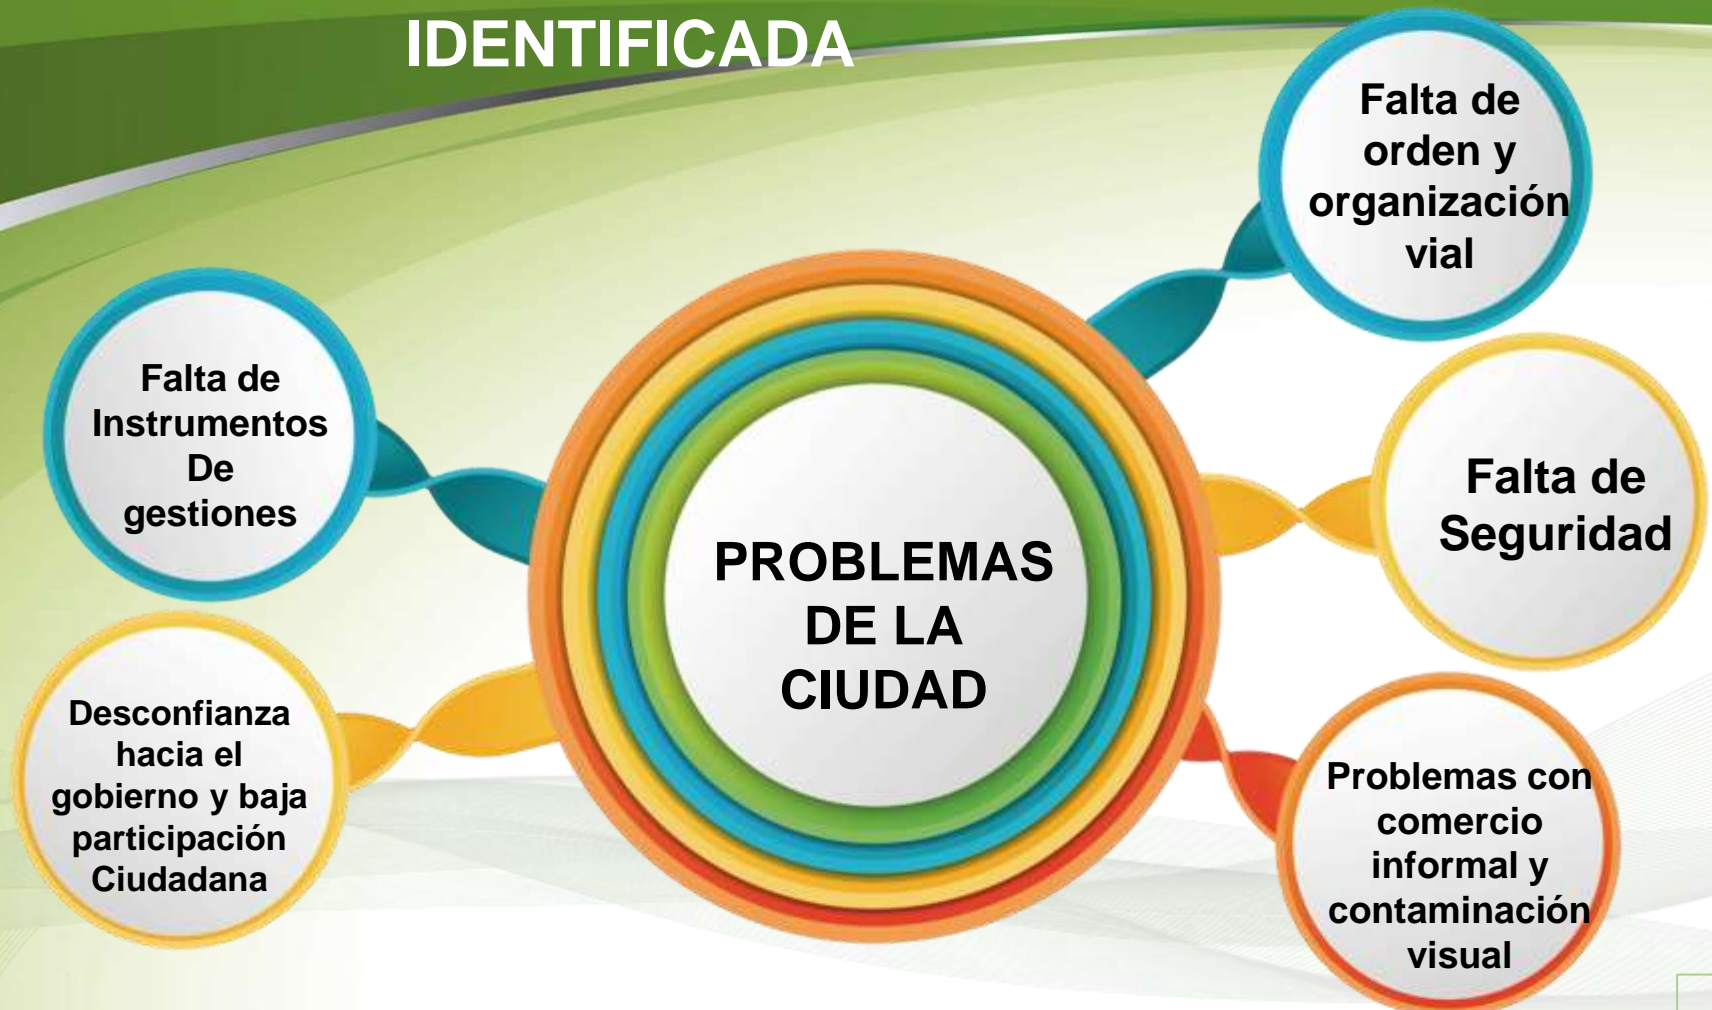 IDENTIFICADA
Falta de
orden y
organización
vial
Falta de
Instrumentos
De
gestiones
Falta de
Seguridad
PROBLEMAS
DE LA
CIUDAD
Desconfianza
hacia el
gobierno y baja
participación
Ciudadana
Problemas con
comercio
informal y
contaminación
visual